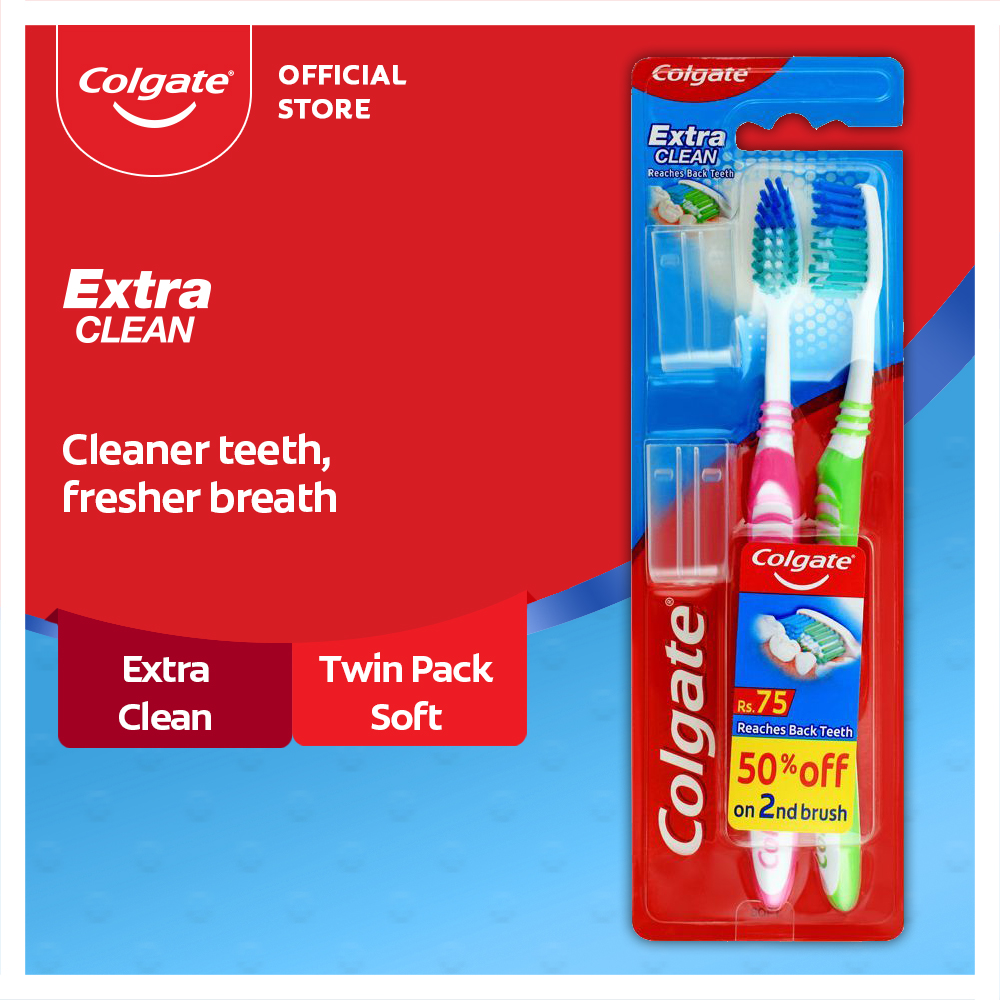 Colgate®
OFFICIAL
STORE
Extra
CLEAN
Cleaner teeth,
fresher breath
Extra
Clean
Twin Pack
Soft
Colgate
Extra
CLEAN
Reaches Back Teeth
Colgate®
Colgate®
Rs.75
Reaches Back Teeth
50% off
on 2nd brush